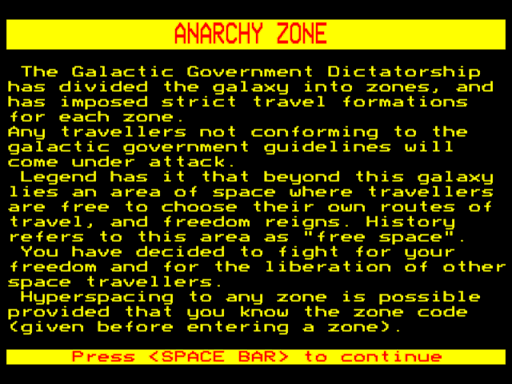 ANARCHY ZONE
The Galactic Government Dictatorship
has divided the galaxy into zones, and
has imposed strict travel formations
for each zone.
Any travellers not conforming to the
galactic government guidelines will
come under attack.
Legend has it that beyond this galaxy
lies an area of space where travellers
are free to choose their own routes of
travel, and freedom reigns. History
refers to this area as "free space".
You have decided to fight for your
freedom and for the liberation of other
space travellers.
Hyperspacing to any zone is possible
provided that you know the zone code
(given before entering a zone).
Press <SPACE BAR> to continue